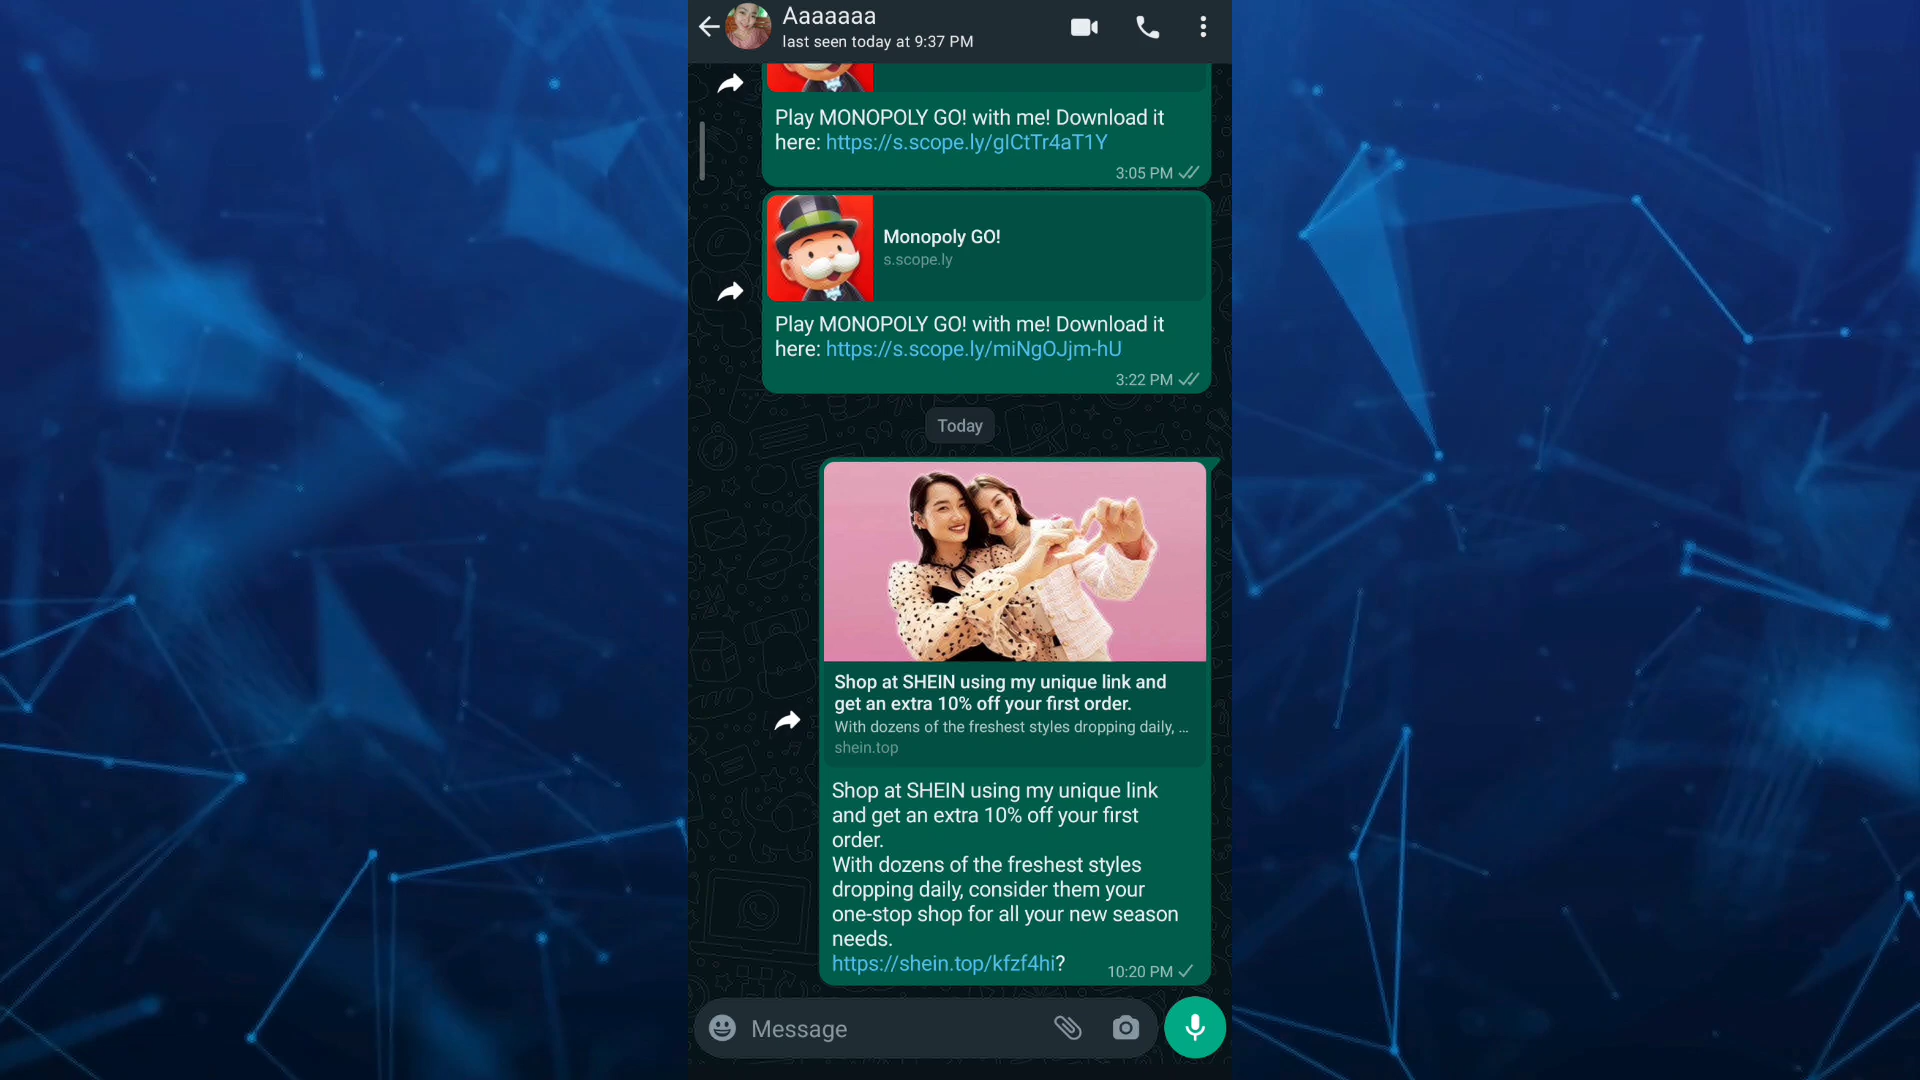 Aaaaaaa
last seen today at 9:37 PM
Play MONOPOLY GO! with me! Download it
here: https://s.scope.ly/gICtTr4aT1Y
3:05 PM
Monopoly GO!
s.scope.ly
Play MONOPOLY GO! with me! Download it
here: https://s.scope.ly/miNgOJjm-hU
3:22 PM
Today
Shop at SHEIN using my unique link and
get an extra 10% off your first order.
With dozens of the freshest styles dropping daily, ...
shein.top
Shop at SHEIN using my unique link
and get an extra 10% off your first
order.
With dozens of the freshest styles
dropping daily, consider them your
one-stop shop for all your new season
needs.
https://shein.top/kfzf4hi?
10:20 PM
Message